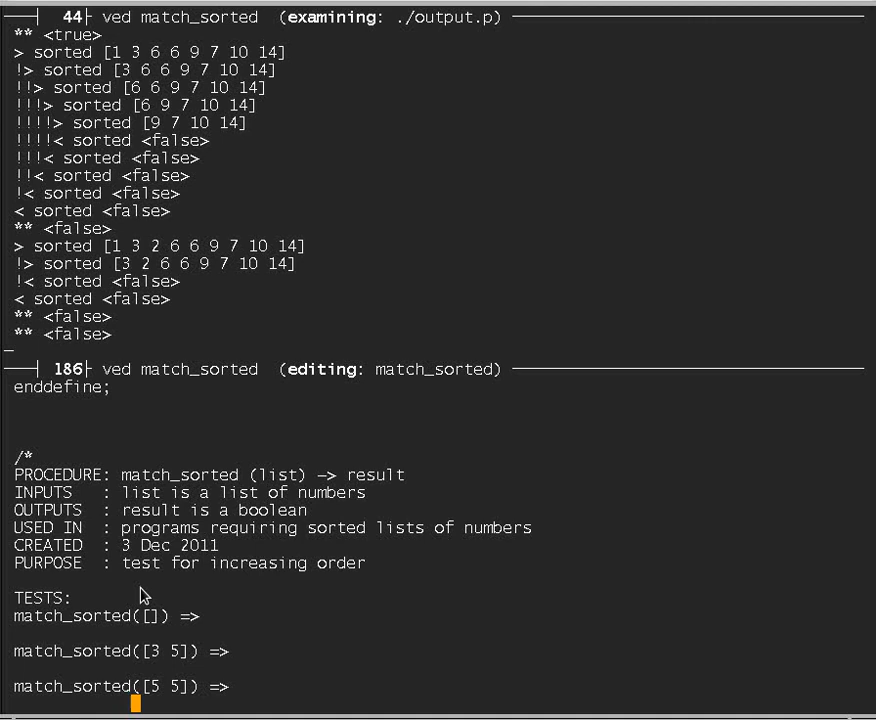 44 ved match_sorted (examining: ./output.p)
** <true>
> sorted [1 3 6 6 9 7 10 14]
!> sorted [3 6 6 9 7 10 14]
!!> sorted [6 6 9 7 10 14]
!!!> sorted [6 9 7 10 14]
!!!!> sorted [9 7 10 14]
!!!!< sorted <false>
!!!< sorted <false>
!!< sorted <false>
!< sorted <false>
< sorted <false>
** <false>
> sorted [1 3 2 6 6 9 7 10 14]
!> sorted [3 2 6 6 9 7 10 14]
!< sorted <false>
< sorted <false>
** <false>
** <false>
186 ved match_sorted (editing: match_sorted)
enddefine;
/*
PROCEDURE: match_sorted (list) -> result
INPUTS   : list is a list of numbers
OUTPUTS  : result is a boolean
USED IN  : programs requiring sorted lists of numbers
CREATED  : 3 Dec 2011
PURPOSE  : test for increasing order
TESTS:
match_sorted([]) =>
match_sorted([3 5]) =>
match_sorted([5 5]) =>